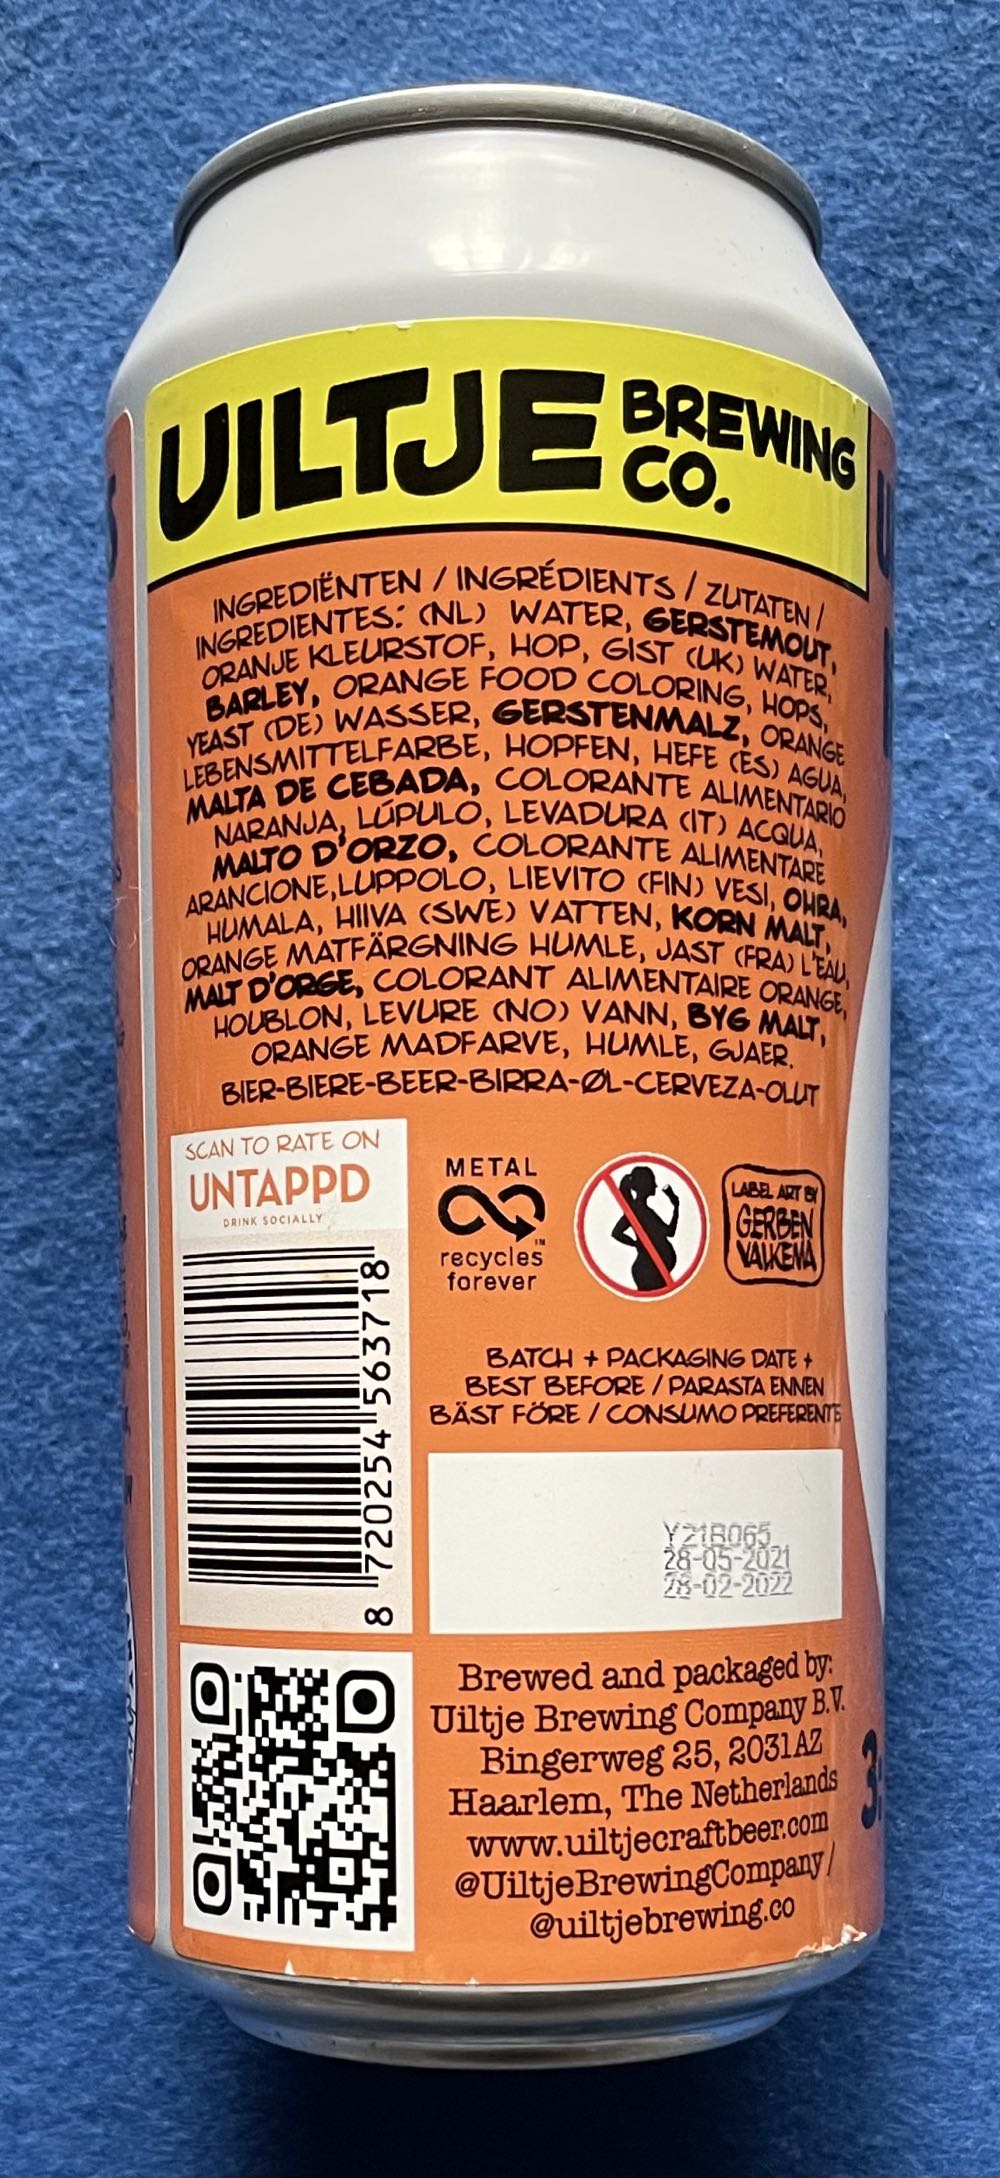 UILTJE BREWING CO.
INGREDIËNTEN / INGRÉDIENTS / ZUTATEN /
INGREDIENTES: (NL) WATER, GERSTEMOUT,
ORANJE KLEURSTOF, HOP, GIST (UK) WATER,
BARLEY, ORANGE FOOD COLORING, HOPS,
YEAST (DE) WASSER, GERSTENMALZ, ORANGE
LEBENSMITTELFARBE, HOPFEN, HEFE (ES) AGUA,
MALTA DE CEBADA, COLORANTE ALIMENTARIO
NARANJA, LÚPULO, LEVADURA (IT) ACQUA,
MALTO D'ORZO, COLORANTE ALIMENTARE
ARANCIONE,LUPPOLO, LIEVITO (FIN) VESI, OHRA,
HUMALA, HIIVA (SWE) VATTEN, KORN MALT,
ORANGE MATFÄRGNING HUMLE, JAST (FRA) L'EAU,
MALT D'ORGE, COLORANT ALIMENTAIRE ORANGE,
HOUBLON, LEVURE (NO) VANN, BYG MALT,
ORANGE MADFARVE, HUMLE, GJAER.
BIER-BIERE-BEER-BIRRA-ØL-CERVEZA-OLUT
SCAN TO RATE ON
UNTAPPD
DRINK SOCIALLY
8 720254 563718
METAL
recycles
forever
™
LABEL ART BY
GERBEN
VALKEMA
BATCH + PACKAGING DATE +
BEST BEFORE / PARASTA ENNEN
BÄST FÖRE / CONSUMO PREFERENTE
Y21B065
28-05-2021
28-02-2022
Brewed and packaged by:
Uiltje Brewing Company B.V.
Bingerweg 25, 2031AZ
Haarlem, The Netherlands
www.uiltjecraftbeer.com
@UiltjeBrewingCompany /
@uiltjebrewing.co